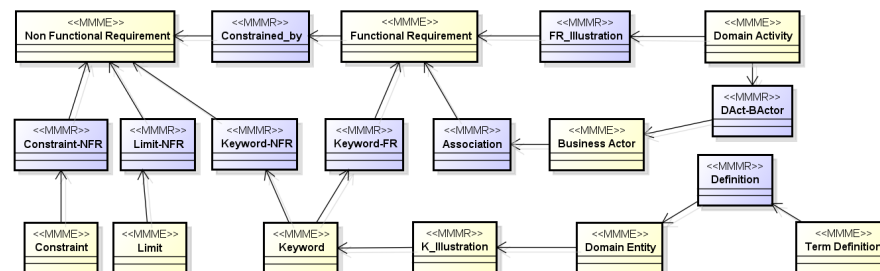 <<MMME>>
Non Functional Requirement
<<MMMR>>
Constrained_by
<<MMME>>
Functional Requirement
<<MMMR>>
FR_Illustration
<<MMME>>
Domain Activity
<<MMMR>>
DAct-BActor
<<MMMR>>
Constraint-NFR
<<MMMR>>
Limit-NFR
<<MMMR>>
Keyword-NFR
<<MMMR>>
Keyword-FR
<<MMMR>>
Association
<<MMME>>
Business Actor
<<MMMR>>
Definition
<<MMME>>
Constraint
<<MMME>>
Limit
<<MMME>>
Keyword
<<MMMR>>
K_Illustration
<<MMME>>
Domain Entity
<<MMME>>
Term Definition